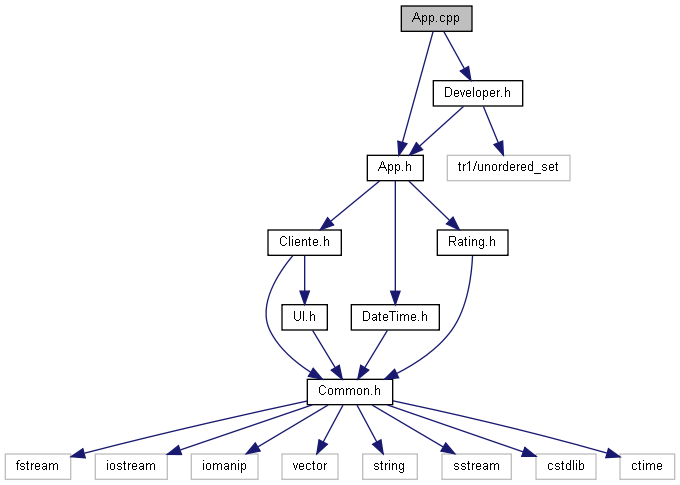 App.cpp
Developer.h
App.h
tr1/unordered_set
Cliente.h
Rating.h
UI.h
DateTime.h
Common.h
fstream
iostream
iomanip
vector
string
sstream
cstdlib
ctime